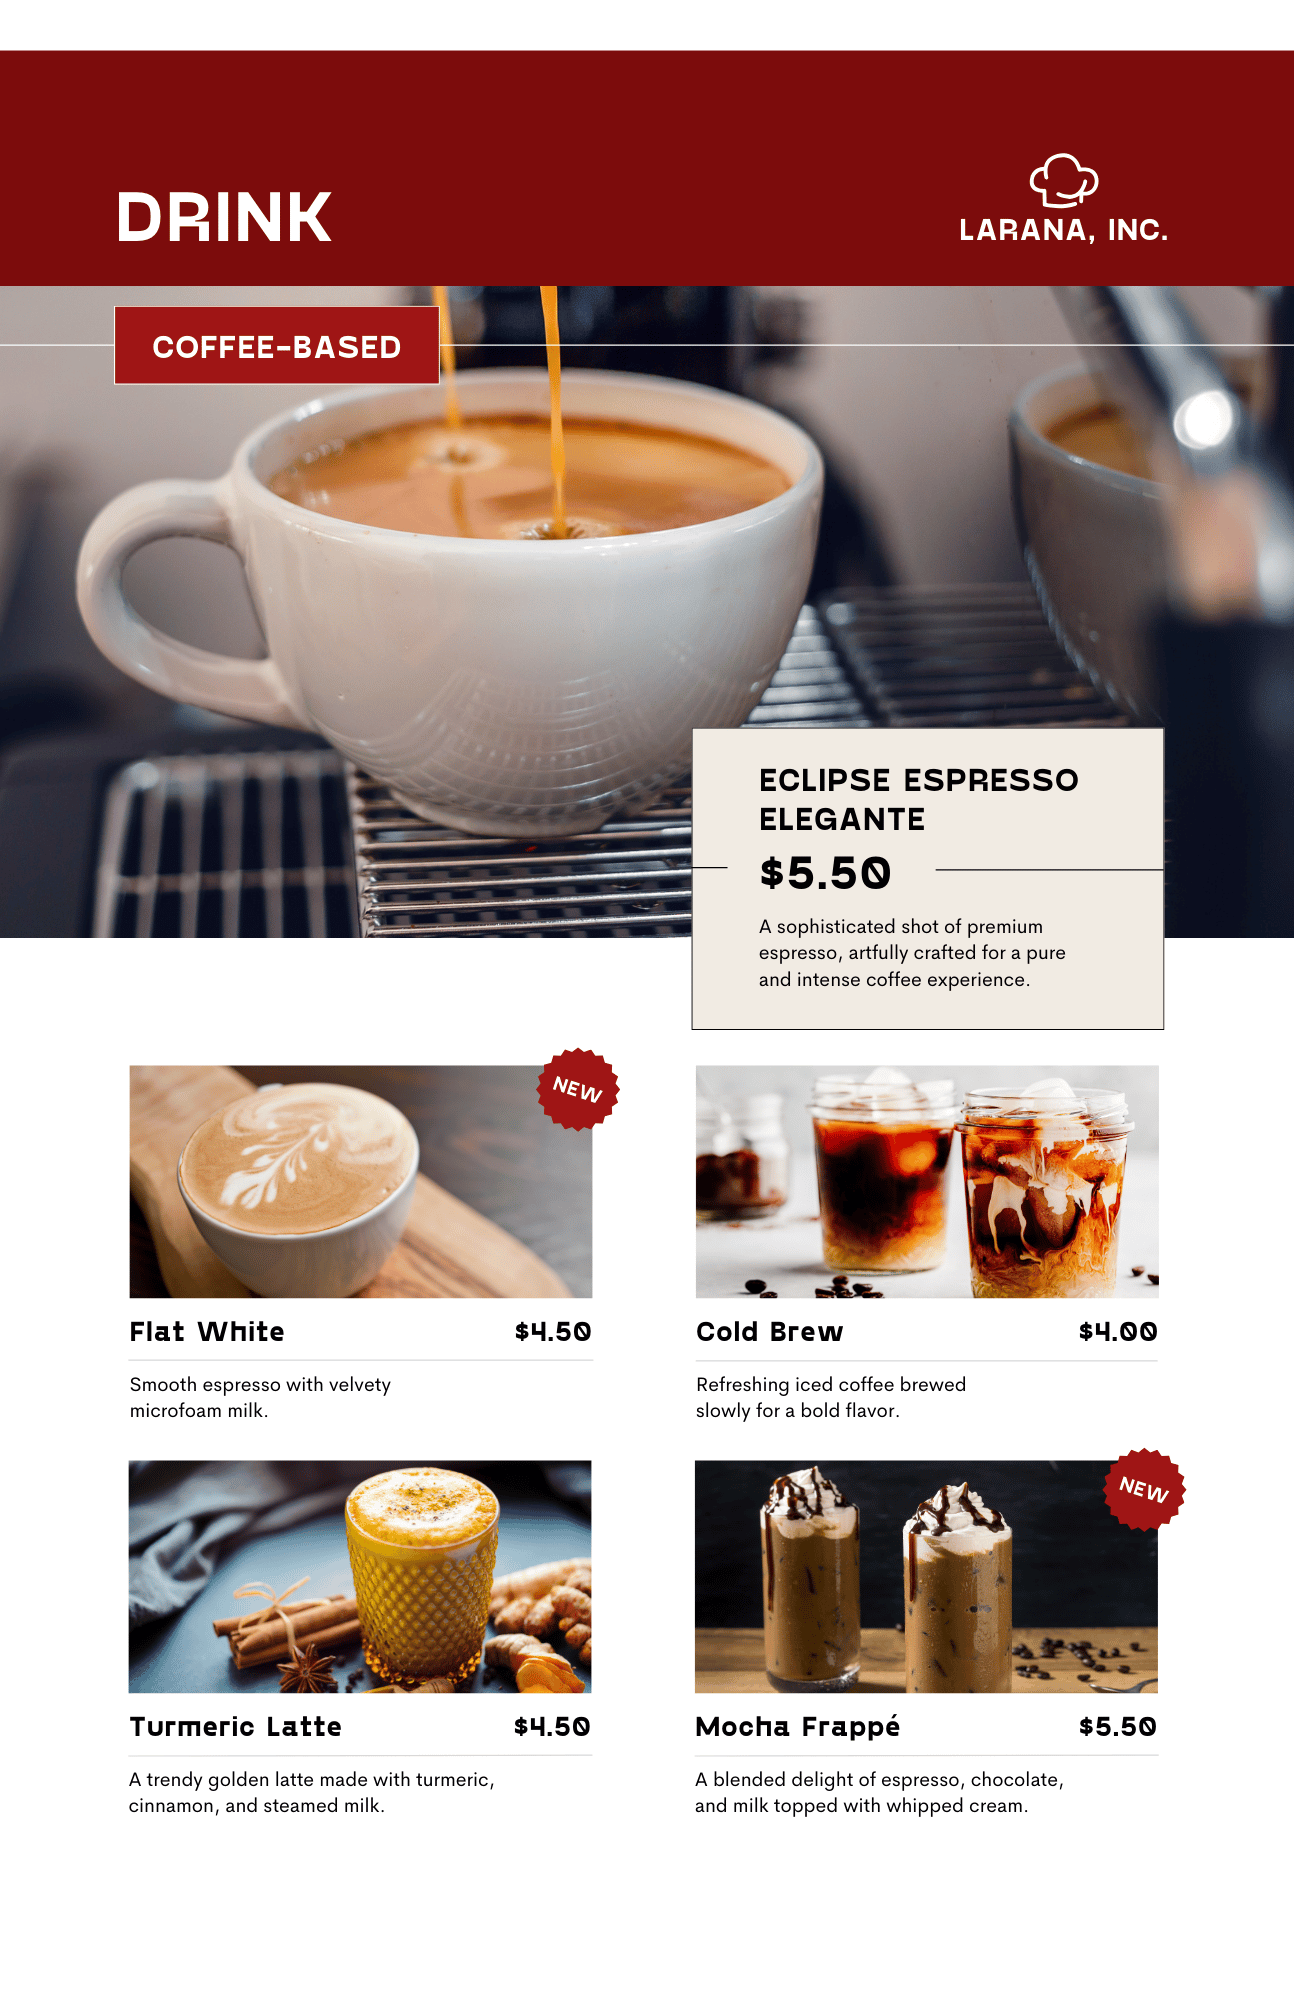 DRINK
LARANA, INC.
COFFEE-BASED
ECLIPSE ESPRESSO
ELEGANTE
$5.50
A sophisticated shot of premium
espresso, artfully crafted for a pure
and intense coffee experience.
NEW
Flat White $4.50
Smooth espresso with velvety
microfoam milk.
Cold Brew $4.00
Refreshing iced coffee brewed
slowly for a bold flavor.
Turmeric Latte $4.50
A trendy golden latte made with turmeric,
cinnamon, and steamed milk.
NEW
Mocha Frappé $5.50
A blended delight of espresso, chocolate,
and milk topped with whipped cream.